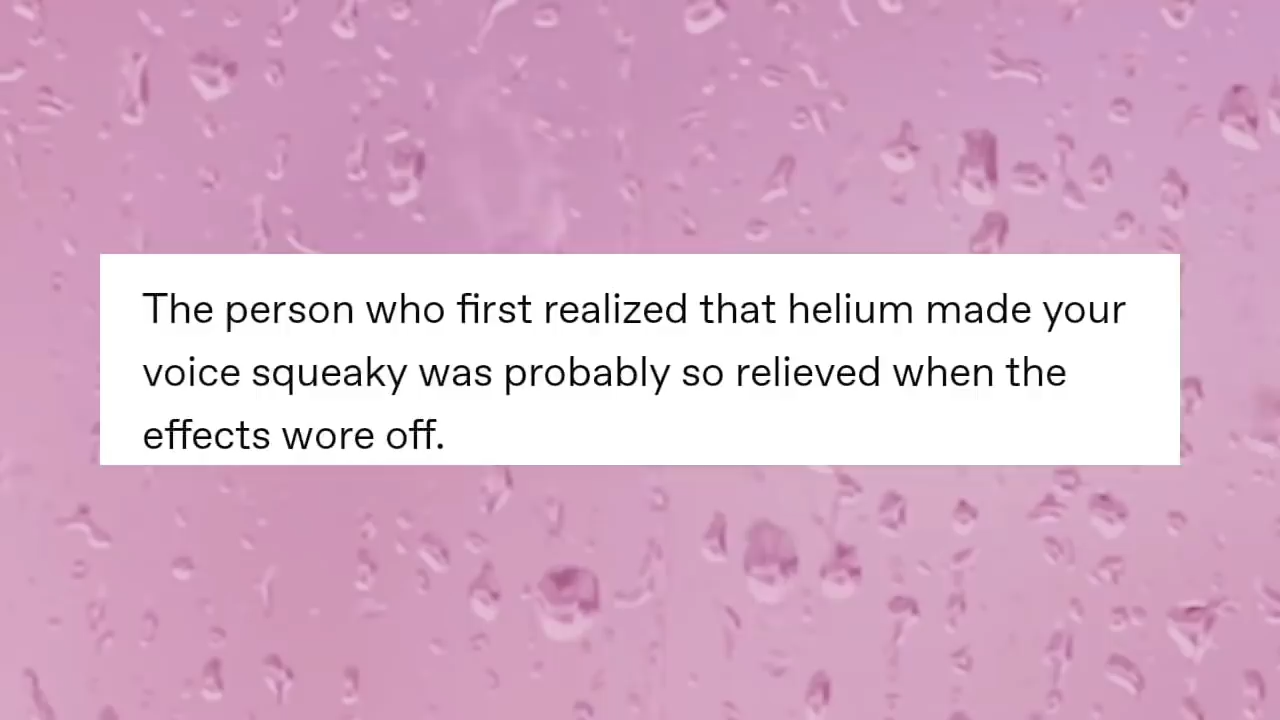 The person who first realized that helium made your
voice squeaky was probably so relieved when the
effects wore off.